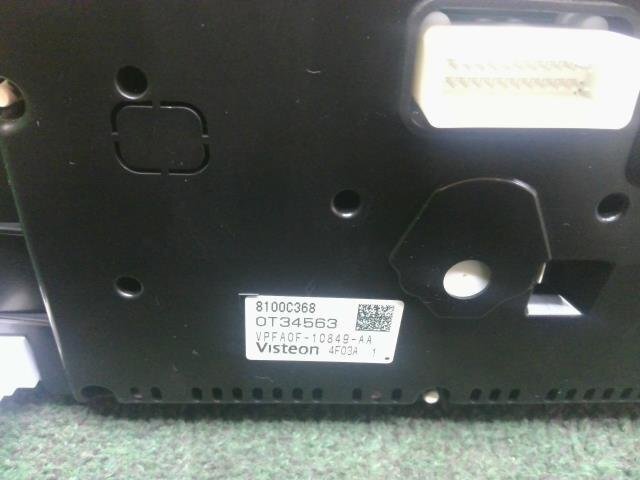 8100C368
0T34563
VPFA0F-10849-AA
Visteon 4F03A 1